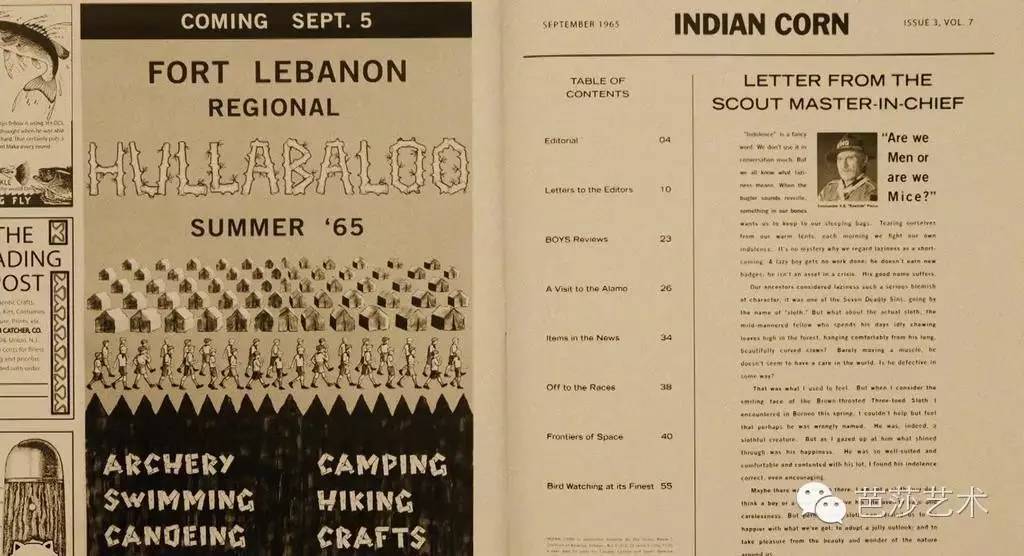 FLY
THE
ADING
POST
CATCHER, CO.
COMING SEPT. 5
FORT LEBANON
REGIONAL
HULLABALOO
SUMMER ‘65
ARCHERY
SWIMMING
CANOEING
CAMPING
HIKING
CRAFTS
SEPTEMBER 1965
INDIAN CORN
ISSUE 3, VOL. 7
TABLE OF
CONTENTS
Editorial 04
Letters to the Editors 10
BOYS Reviews 23
A Visit to the Alamo 26
Items in the News 34
Off to the Races 38
Frontiers of Space 40
Bird Watching at its Finest 55
LETTER FROM THE
SCOUT MASTER-IN-CHIEF
"Are we
Men or
are we
Mice?"
"Indolence" is a fancy
word. We don't use it in
conversation much. But
we all know what lazi-
ness means. When the
bugler sounds reveille,
something in our bones
wants us to keep to our sleeping bags. Tearing ourselves
from our warm tents, each morning we fight our own
indolence. It's no mystery why we regard laziness as a short-
coming. A lazy boy gets no work done; he doesn't earn new
badges; he isn't an asset in a crisis. His good name suffers.
Our ancestors considered laziness such a serious blemish
of character, it was one of the Seven Deadly Sins, going by
the name of "sloth." But what about the actual sloth, the
mild-mannered fellow who spends his days idly chewing
leaves high in the forest, hanging comfortably from his long,
beautifully curved claws? Barely moving a muscle, he
doesn't seem to have a care in the world. Is he defective in
some way?
That was what I used to feel. But when I consider the
smiling face of the Brown-throated Three-toed Sloth I
encountered in Borneo this spring, I couldn't help but feel
that perhaps he was wrongly named. He was, indeed, a
slothful creature. But as I gazed up at him what shined
through was his happiness. He was so well-suited and
comfortable and contented with his lot, I found his indolence
correct, even encouraging.
Maybe there
think a boy or a
carelessness. But
happier with what we've got; to adopt a jolly outlook; and to
take pleasure from the beauty and wonder of the nature
around us.
芭莎艺术